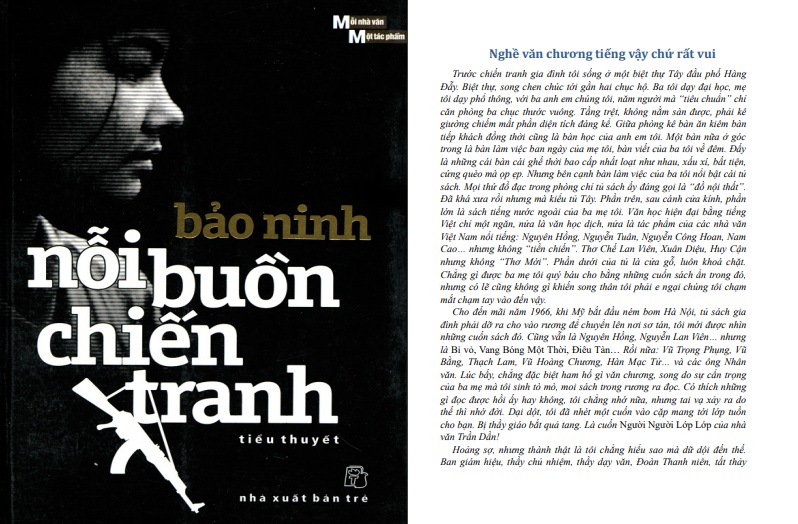 Mỗi nhà văn
Một tác phẩm
bảo ninh
nỗi
buồn
chiến
tranh
tiểu thuyết
nhà xuất bản trẻ
Nghề văn chương tiếng vậy chứ rất vui
Trước chiến tranh gia đình tôi sống ở một biệt thự Tây đầu phố Hàng
Đẫy. Biệt thự, song chen chúc tới gần hai chục hộ. Ba tôi dạy đại học, mẹ
tôi dạy phổ thông, với ba anh em chúng tôi, năm người mà “tiêu chuẩn” chỉ
căn phòng ba chục thước vuông. Tầng trệt, không nằm sàn được, phải kê
giường chiếm mất phần diện tích đáng kể. Giữa phòng kê bàn ăn kiêm bàn
tiếp khách đồng thời cũng là bàn học của anh em tôi. Một bàn nữa ở góc
trong là bàn làm việc ban ngày của mẹ tôi, bàn viết của ba tôi về đêm. Đấy
là những cái bàn cái ghế thời bao cấp nhất loạt như nhau, xấu xí, bất tiện,
cứng quèo mà ọp ẹp. Nhưng bên cạnh bàn làm việc của ba tôi nổi bật cái tủ
sách. Mọi thứ đồ đạc trong phòng chỉ tủ sách ấy đáng gọi là “đồ nội thất”.
Đã khá xưa rồi nhưng mà kiểu tủ Tây. Phần trên, sau cánh cửa kính, phần
lớn là sách tiếng nước ngoài của ba mẹ tôi. Văn học hiện đại bằng tiếng
Việt chỉ một ngăn, nửa là văn học dịch, nửa là tác phẩm của các nhà văn
Việt Nam nổi tiếng: Nguyên Hồng, Nguyễn Tuân, Nguyễn Công Hoan, Nam
Cao... nhưng không “tiền chiến”. Thơ Chế Lan Viên, Xuân Diệu, Huy Cận
nhưng không “Thơ Mới”. Phần dưới của tủ là cửa gỗ, luôn khoá chặt.
Chẳng gì được ba mẹ tôi quý báu cho bằng những cuốn sách ẩn trong đó,
nhưng có lẽ cũng không gì khiến song thân tôi phải e ngại chúng tôi chạm
mắt chạm tay vào đến vậy.
Cho đến mãi năm 1966, khi Mỹ bắt đầu ném bom Hà Nội, tủ sách gia
đình phải dỡ ra cho vào rương để chuyển lên nơi sơ tán, tôi mới được nhìn
những cuốn sách đó. Cũng vẫn là Nguyên Hồng, Nguyễn Lan Viên... nhưng
là Bỉ vỏ, Vang Bóng Một Thời, Điêu Tàn... Rồi nữa: Vũ Trọng Phụng, Vũ
Bằng, Thạch Lam, Vũ Hoàng Chương, Hàn Mạc Tử... và các ông Nhân
văn. Lúc bấy, chẳng đặc biệt ham hố gì văn chương, song do sự cẩn trọng
của ba mẹ mà tôi sinh tò mò, moi sách trong rương ra đọc. Có thích những
gì đọc được hồi ấy hay không, tôi chẳng nhớ nữa, nhưng tai vạ xảy ra do
thế thì nhớ đời. Dại dột, tôi đã nhét một cuốn vào cặp mang tới lớp tuồn
cho bạn. Bị thầy giáo bắt quả tang. Là cuốn Người Người Lớp Lớp của nhà
văn Trần Dần!
Hoảng sợ, nhưng thành thật là tôi chẳng hiểu sao mà dữ dội đến thế.
Ban giám hiệu, thầy chủ nhiệm, thầy dạy văn, Đoàn Thanh niên, tất thảy